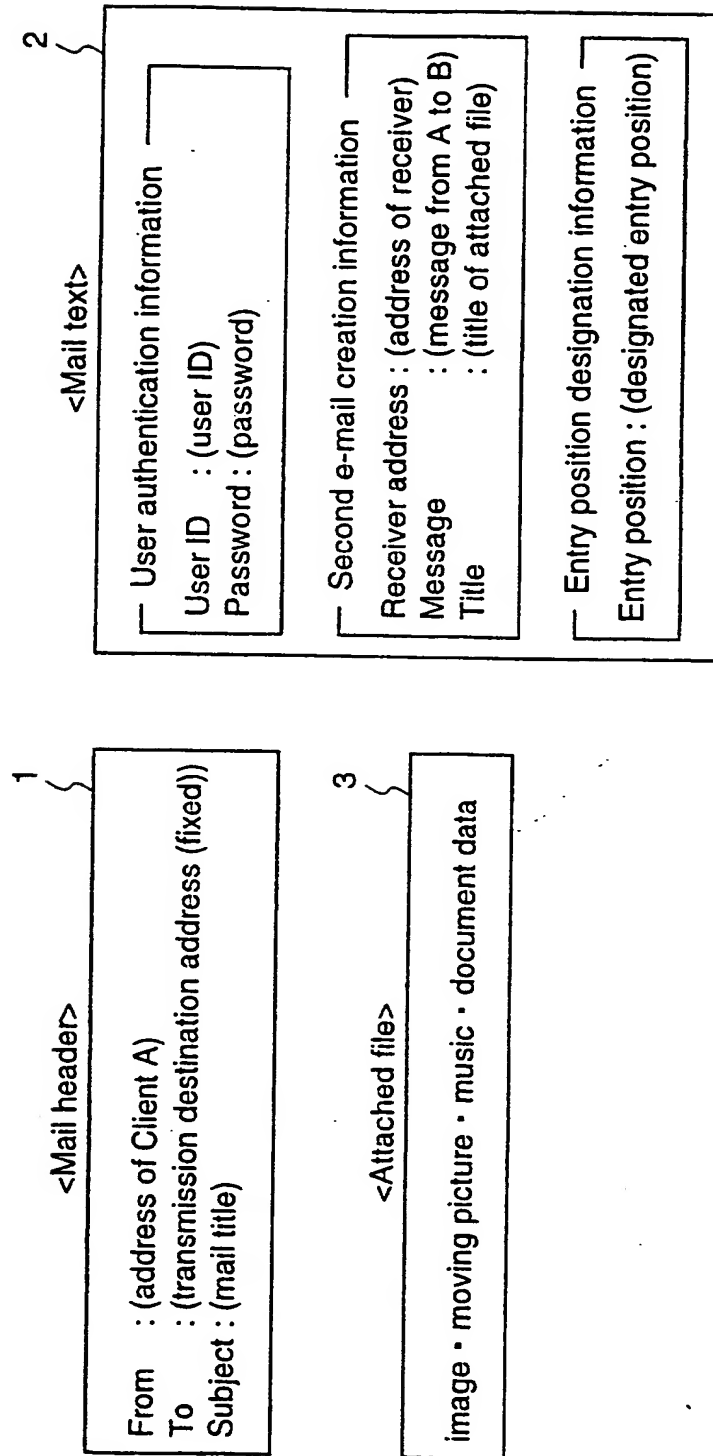 <Mail header>
1
From : (address of Client A)
To : (transmission destination address (fixed))
Subject : (mail title)
<Attached file>
3
image・moving picture・music・document data
<Mail text>
2
User authentication information
User ID : (user ID)
Password : (password)
Second e-mail creation information
Receiver address : (address of receiver)
Message : (message from A to B)
Title : (title of attached file)
Entry position designation information
Entry position : (designated entry position)